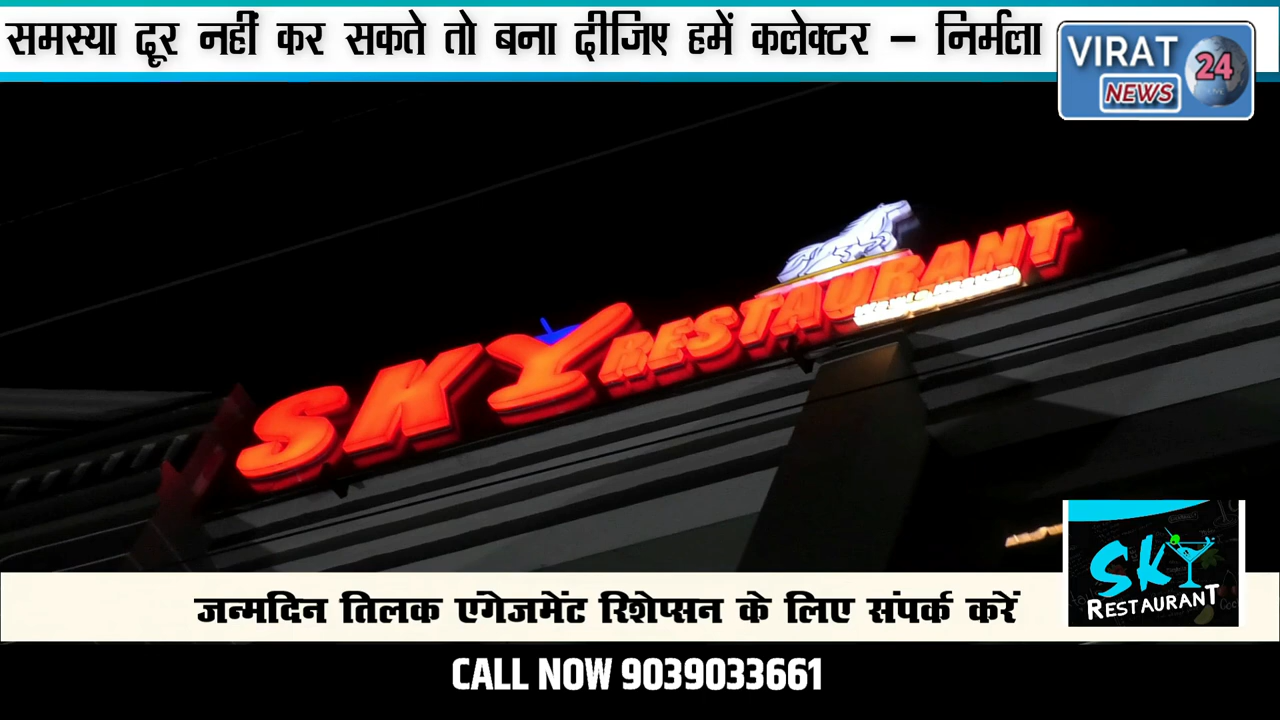 समस्या दूर नहीं कर सकते तो बना दीजिए हमें कलेक्टर – निर्मला
VIRAT
NEWS
24
LIVE
SKY RESTAURANT
जन्मदिन तिलक एंगेजमेंट रिशेप्सन के लिए संपर्क करें
SKY
RESTAURANT
CALL NOW 9039033661